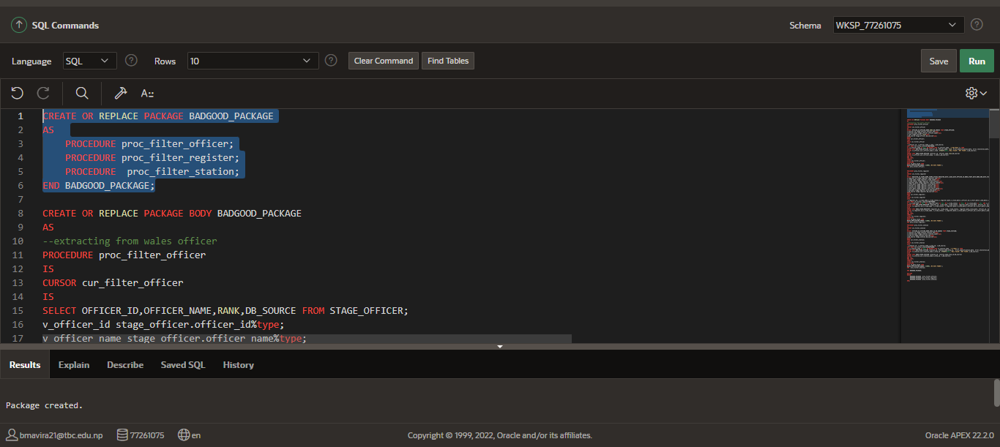 SQL Commands
Schema WKSP_77261075
Language SQL Rows 10 Clear Command Find Tables Save Run
1 CREATE OR REPLACE PACKAGE BADGOOD_PACKAGE
2 AS
3 PROCEDURE proc_filter_officer;
4 PROCEDURE proc_filter_register;
5 PROCEDURE  proc_filter_station;
6 END BADGOOD_PACKAGE;
7
8 CREATE OR REPLACE PACKAGE BODY BADGOOD_PACKAGE
9 AS
10 --extracting from wales officer
11 PROCEDURE proc_filter_officer
12 IS
13 CURSOR cur_filter_officer
14 IS
15 SELECT OFFICER_ID,OFFICER_NAME,RANK,DB_SOURCE FROM STAGE_OFFICER;
16 v_officer_id stage_officer.officer_id%type;
17 v_officer_name stage_officer.officer_name%type;
Results Explain Describe Saved SQL History
Package created.
bmavira21@tbc.edu.np 77261075 en Copyright © 1999, 2022, Oracle and/or its affiliates. Oracle APEX 22.2.0